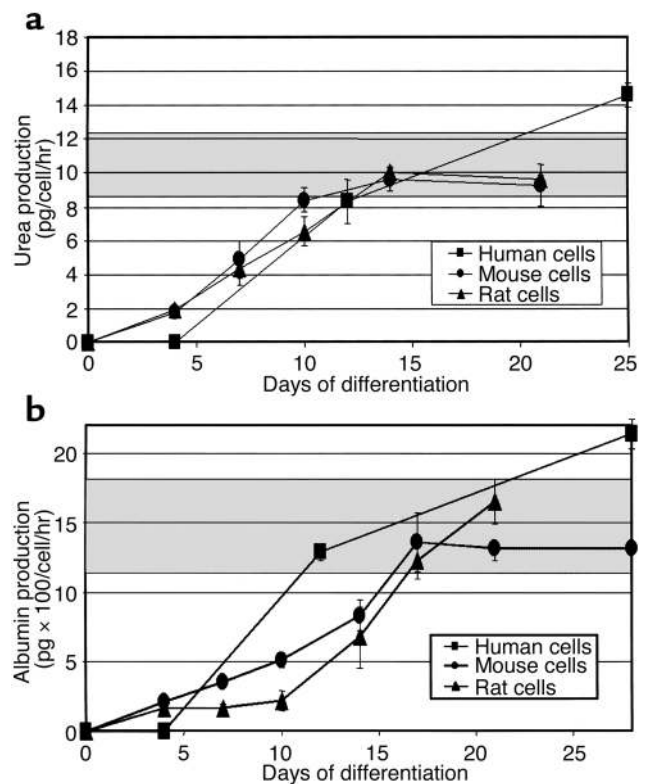 a
18
16
14
12
10
8
6
4
2
0
Urea production
(pg/cell/hr)
Human cells
Mouse cells
Rat cells
0 5 10 15 20 25
Days of differentiation
b
20
15
10
5
0
Albumin production
(pg × 100/cell/hr)
Human cells
Mouse cells
Rat cells
0 5 10 15 20 25
Days of differentiation